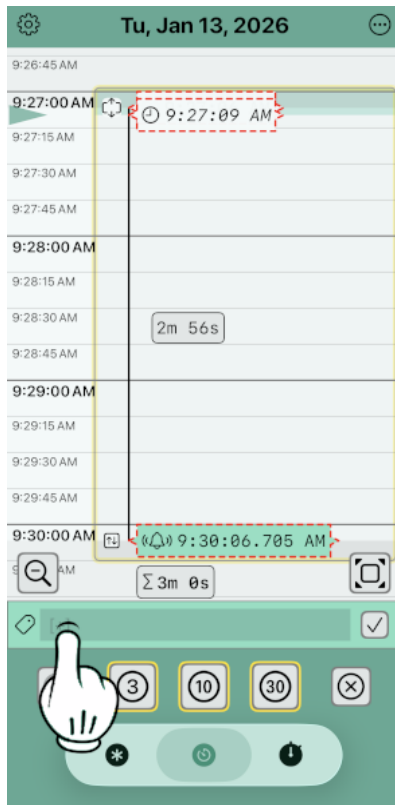 Tu, Jan 13, 2026
9:26:45 AM
9:27:00 AM
9:27:09 AM
9:27:15 AM
9:27:30 AM
9:27:45 AM
9:28:00 AM
9:28:15 AM
9:28:30 AM
2m 56s
9:28:45 AM
9:29:00 AM
9:29:15 AM
9:29:30 AM
9:29:45 AM
9:30:00 AM
9:30:06.705 AM
AM
Σ 3m 0s
3
10
30